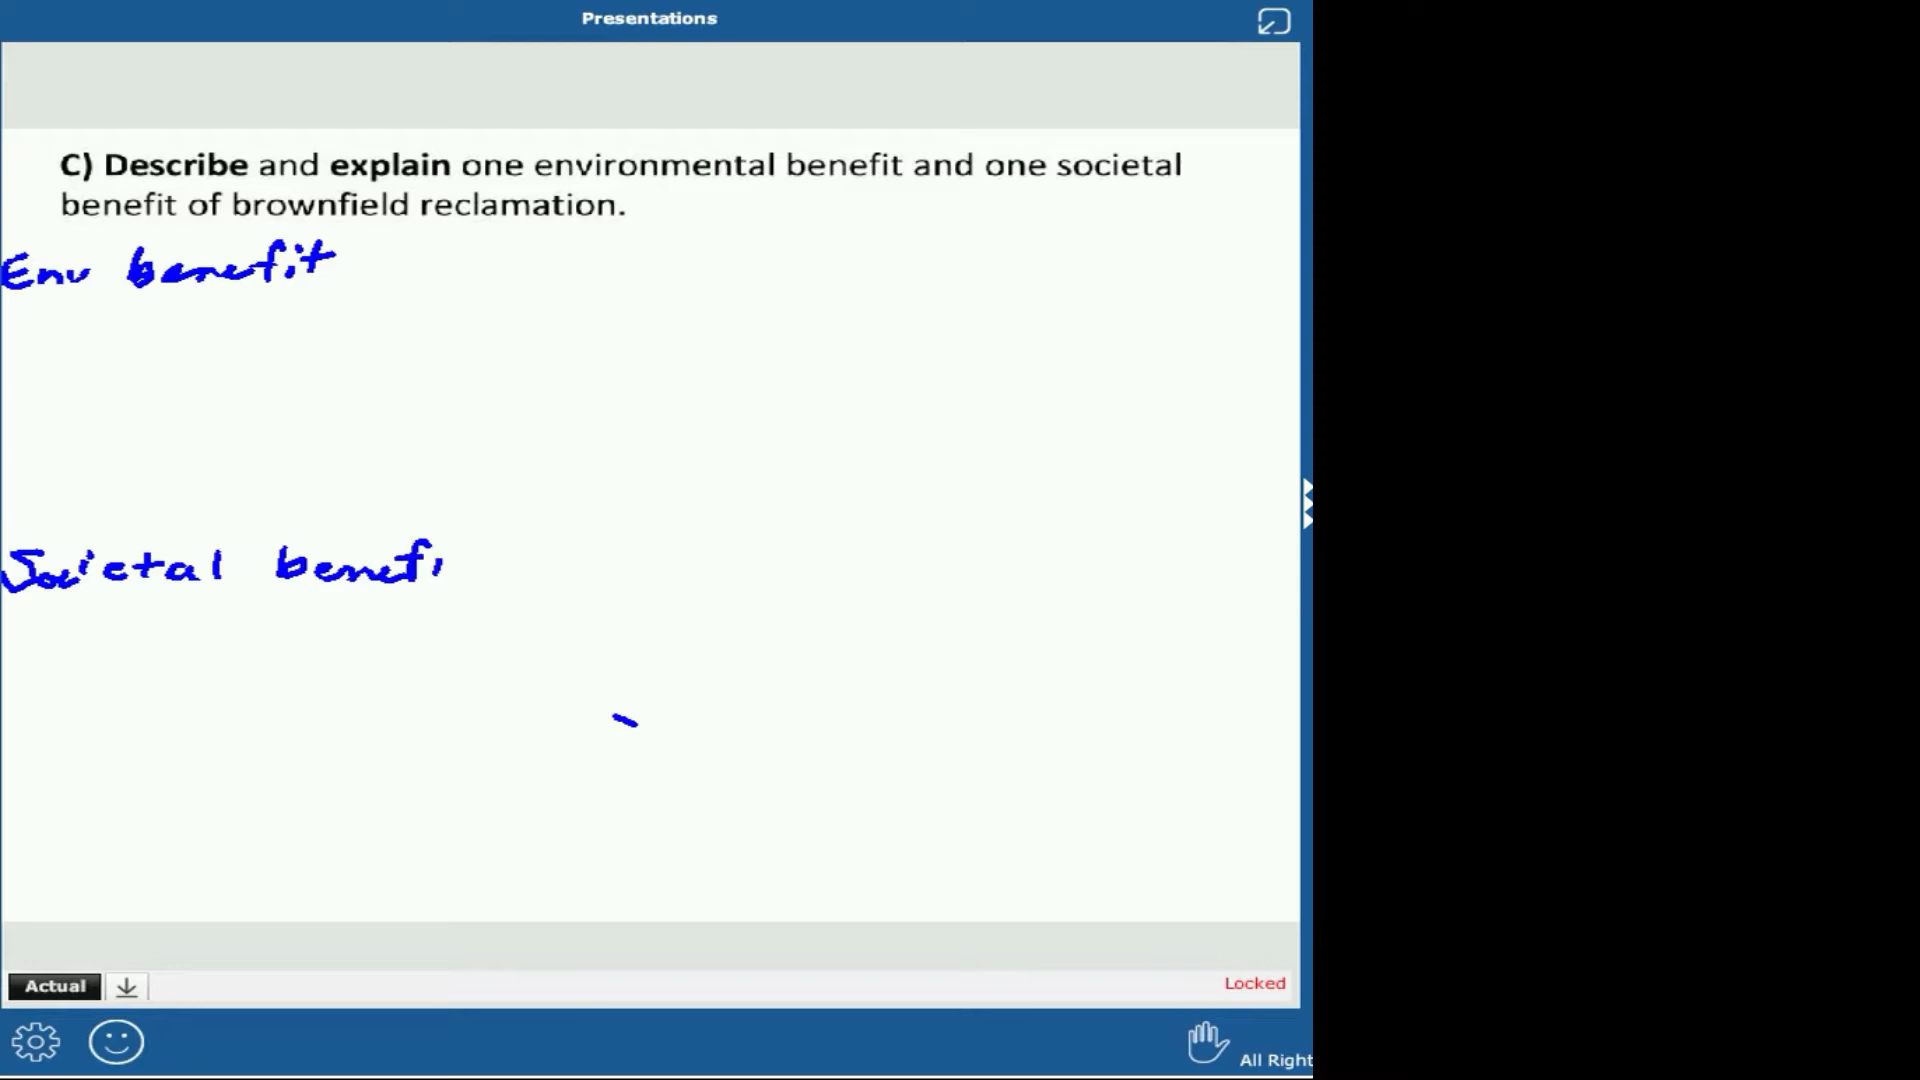 Presentations
C) Describe and explain one environmental benefit and one societal
benefit of brownfield reclamation.
Env benefit
Societal benefi
Actual
Locked
All Right